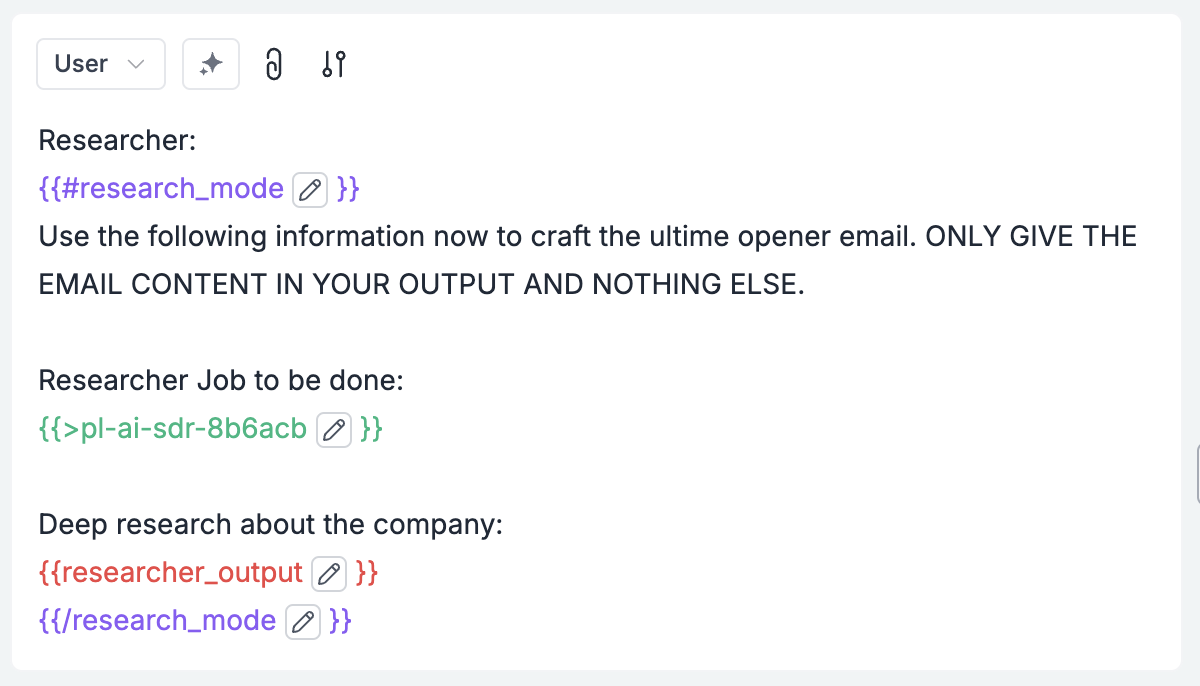 User
Researcher:
{{#research_mode }}
Use the following information now to craft the ultime opener email. ONLY GIVE THE
EMAIL CONTENT IN YOUR OUTPUT AND NOTHING ELSE.
Researcher Job to be done:
{{>pl-ai-sdr-8b6acb }}
Deep research about the company:
{{researcher_output }}
{{/research_mode }}